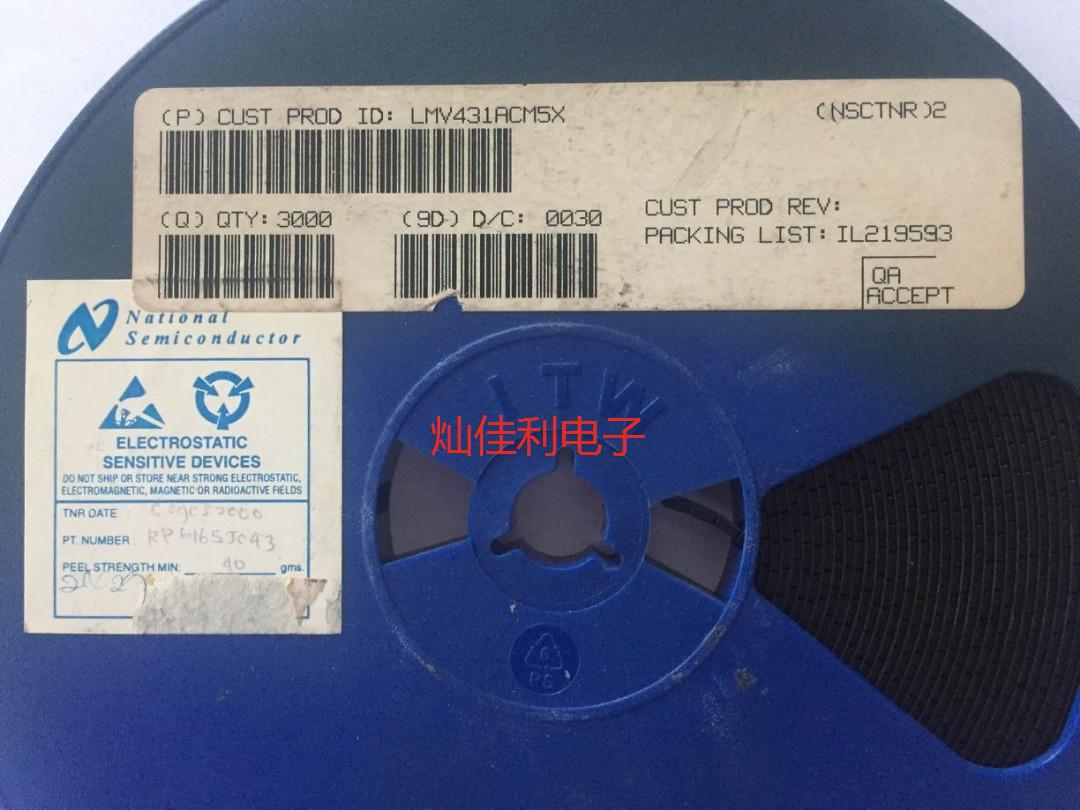 (P) CUST PROD ID: LMV431ACM5X
(NSCTNR)2
(Q) QTY: 3000
(9D) D/C: 0030
CUST PROD REV:
PACKING LIST: IL219593
QA
ACCEPT
National
Semiconductor
ELECTROSTATIC
SENSITIVE DEVICES
DO NOT SHIP OR STORE NEAR STRONG ELECTROSTATIC,
ELECTROMAGNETIC, MAGNETIC OR RADIOACTIVE FIELDS
TNR DATE :
PT. NUMBER :
PEEL STRENGTH MIN: 40 gms.
ITW
灿佳利电子
6
PS